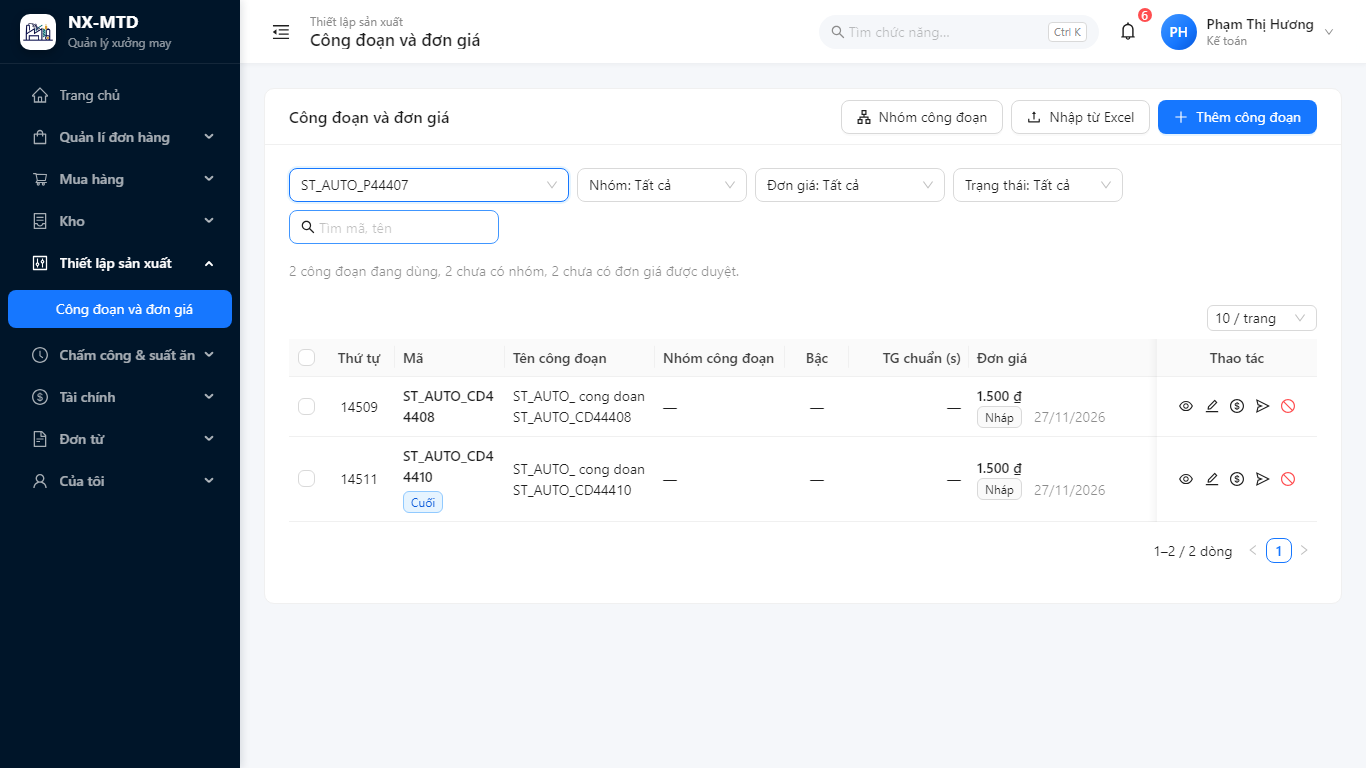 NX-MTD
Quản lý xưởng may
Trang chủ
Quản lí đơn hàng
Mua hàng
Kho
Thiết lập sản xuất
Công đoạn và đơn giá
Chấm công & suất ăn
Tài chính
Đơn từ
Của tôi
Thiết lập sản xuất
Công đoạn và đơn giá
Tìm chức năng...
Ctrl K
6
PH
Phạm Thị Hương
Kế toán
Công đoạn và đơn giá
Nhóm công đoạn
Nhập từ Excel
Thêm công đoạn
ST_AUTO_P44407
Nhóm: Tất cả
Đơn giá: Tất cả
Trạng thái: Tất cả
Tìm mã, tên
2 công đoạn đang dùng, 2 chưa có nhóm, 2 chưa có đơn giá được duyệt.
10 / trang
Thứ tự Mã Tên công đoạn Nhóm công đoạn Bậc TG chuẩn (s) Đơn giá Thao tác
14509
ST_AUTO_CD4
4408
ST_AUTO_ cong doan
ST_AUTO_CD44408
— — —
1.500 ₫
Nháp 27/11/2026
14511
ST_AUTO_CD4
4410
Cuối
ST_AUTO_ cong doan
ST_AUTO_CD44410
— — —
1.500 ₫
Nháp 27/11/2026
1–2 / 2 dòng
1